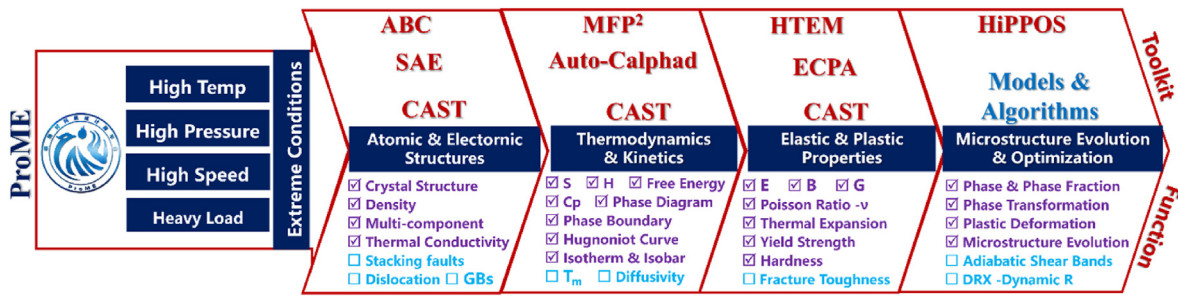 ProME
ProME
High Temp
High Pressure
High Speed
Heavy Load
Extreme Conditions
ABC
SAE
CAST
Atomic & Electornic
Structures
☑ Crystal Structure
☑ Density
☑ Multi-component
☑ Thermal Conductivity
☐ Stacking faults
☐ Dislocation ☐ GBs
MFP²
Auto-Calphad
CAST
Thermodynamics
& Kinetics
☑ S ☑ H ☑ Free Energy
☑ Cp ☑ Phase Diagram
☑ Phase Boundary
☑ Hugnoniot Curve
☑ Isotherm & Isobar
☐ Tm ☐ Diffusivity
HTEM
ECPA
CAST
Elastic & Plastic
Properties
☑ E ☑ B ☑ G
☑ Poisson Ratio -ν
☑ Thermal Expansion
☑ Yield Strength
☑ Hardness
☐ Fracture Toughness
HiPPOS
Models &
Algorithms
Microstructure Evolution
& Optimization
☑ Phase & Phase Fraction
☑ Phase Transformation
☑ Plastic Deformation
☑ Microstructure Evolution
☐ Adiabatic Shear Bands
☐ DRX -Dynamic R
Toolkit
Function